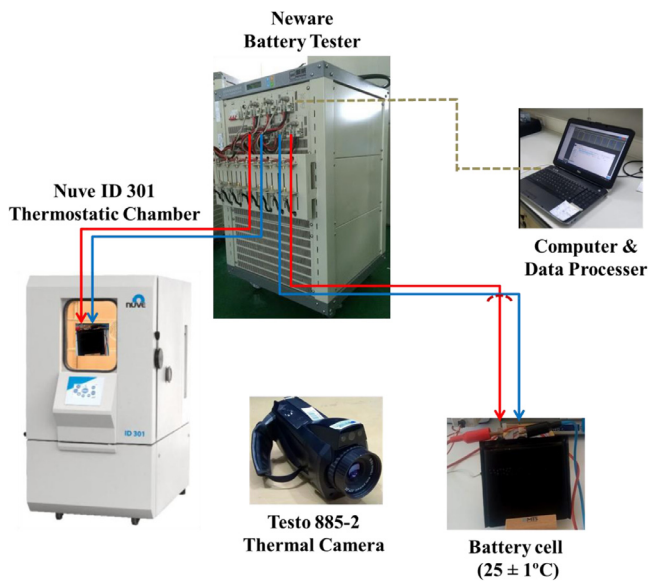 Neware
Battery Tester
Nuve ID 301
Thermostatic Chamber
Computer &
Data Processer
nüve
ID 301
Testo 885-2
Thermal Camera
Battery cell
(25 ± 1ºC)